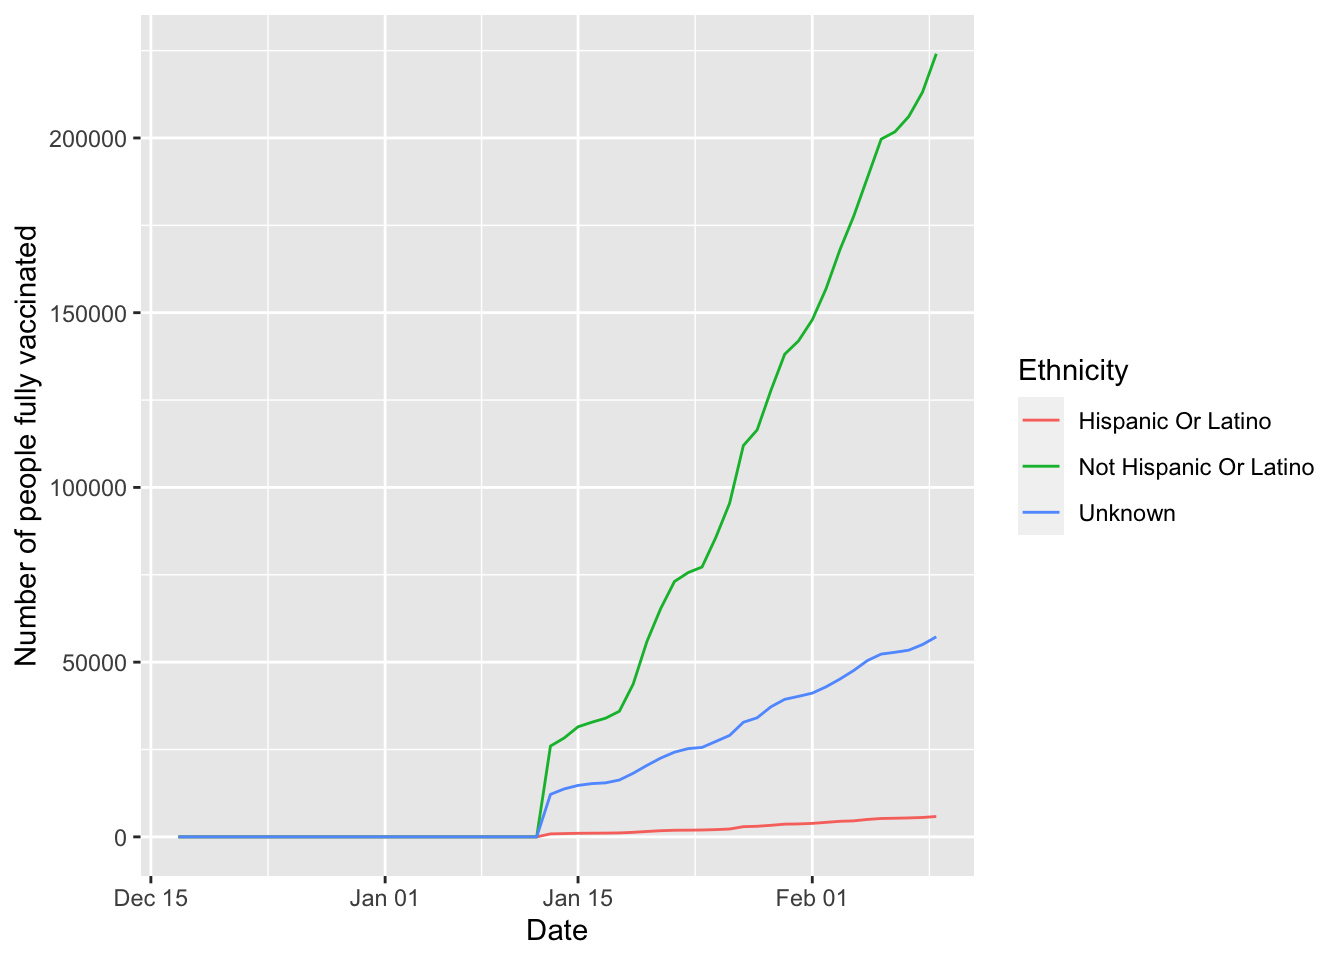 Number of people fully vaccinated
200000
150000
100000
50000
0
Dec 15
Jan 01
Jan 15
Feb 01
Date
Ethnicity
Hispanic Or Latino
Not Hispanic Or Latino
Unknown